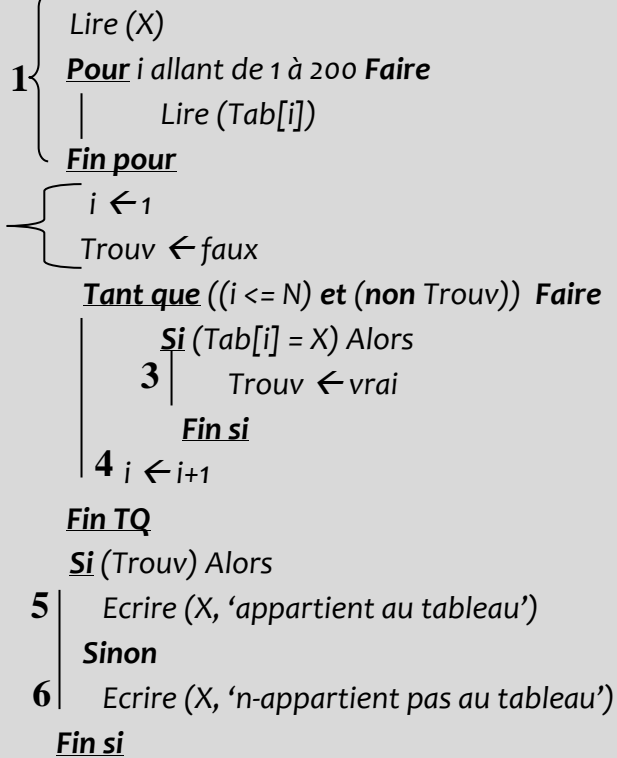 Lire (X)
1 Pour i allant de 1 à 200 Faire
Lire (Tab[i])
Fin pour
i ← 1
Trouv ← faux
Tant que ((i <= N) et (non Trouv)) Faire
Si (Tab[i] = X) Alors
3 Trouv ← vrai
Fin si
4 i ← i+1
Fin TQ
Si (Trouv) Alors
5 Ecrire (X, ‘appartient au tableau’)
Sinon
6 Ecrire (X, ‘n-appartient pas au tableau’)
Fin si